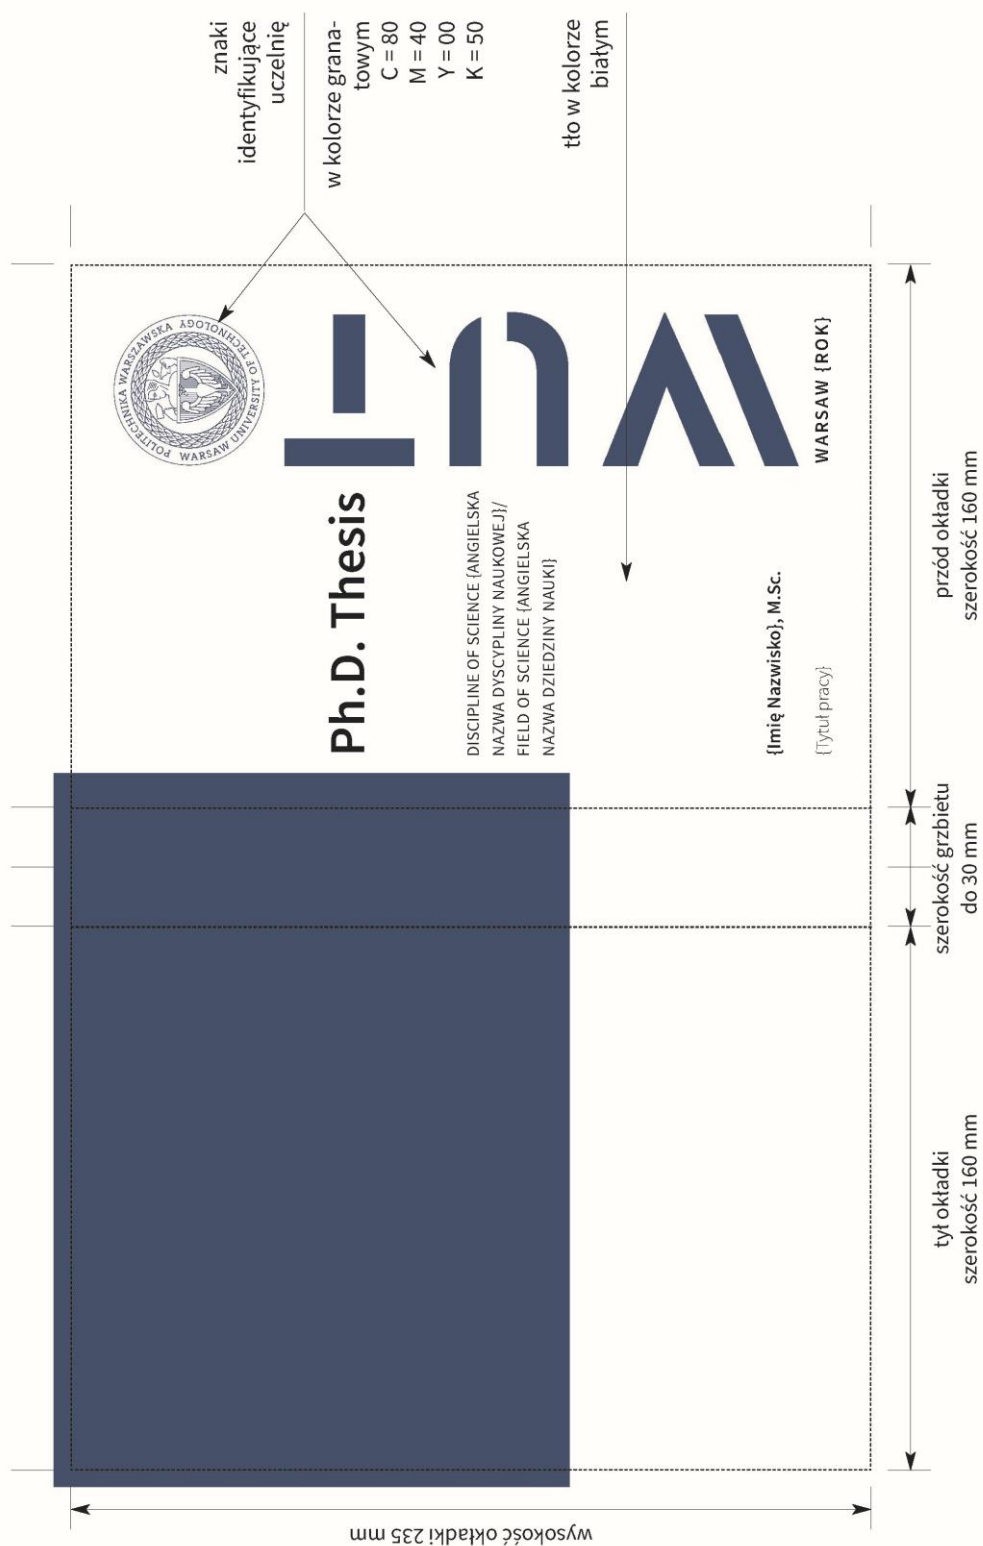 znaki
identyfikujące
uczelnię
w kolorze grana-
towym
C = 80
M = 40
Y = 00
K = 50
tło w kolorze
białym
POLITECHNIKA WARSZAWSKA
WARSAW UNIVERSITY OF TECHNOLOGY
WUT
Ph.D. Thesis
DISCIPLINE OF SCIENCE {ANGIELSKA
NAZWA DYSCYPLINY NAUKOWEJ}/
FIELD OF SCIENCE {ANGIELSKA
NAZWA DZIEDZINY NAUKI}
{Imię Nazwisko}, M.Sc.
{Tytuł pracy}
WARSAW {ROK}
wysokość okładki 235 mm
tył okładki
szerokość 160 mm
szerokość grzbietu
do 30 mm
przód okładki
szerokość 160 mm